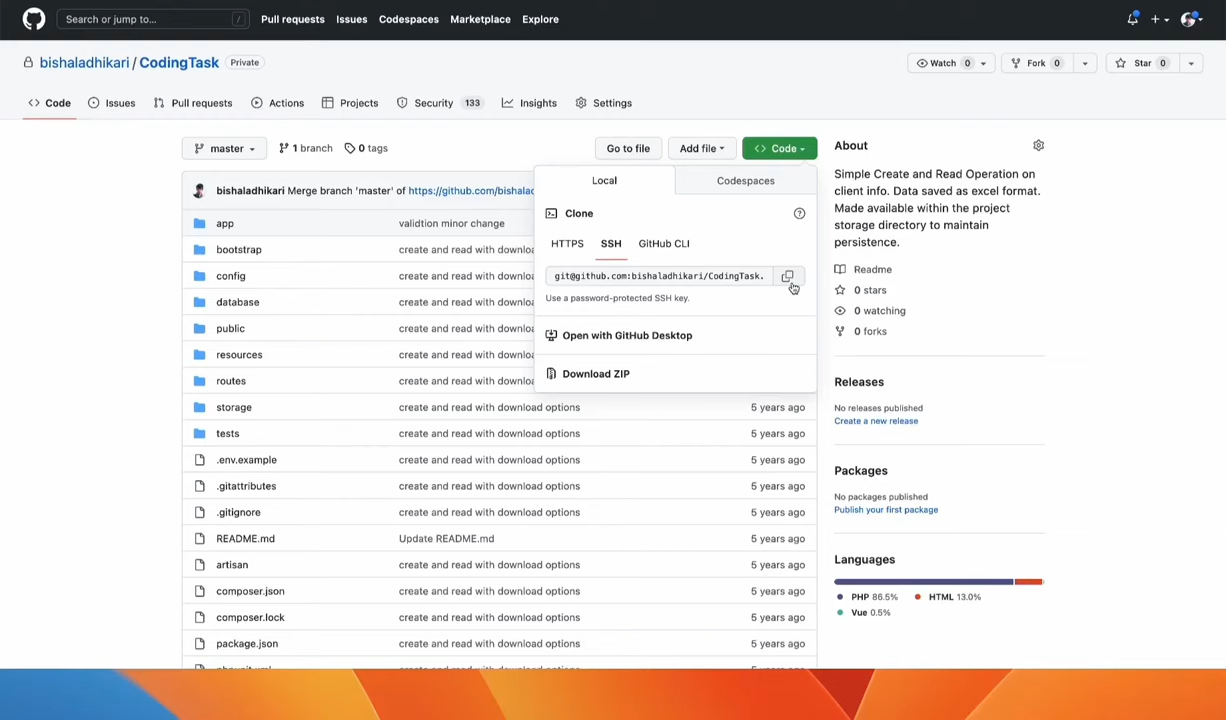 Search or jump to... /
Pull requests Issues Codespaces Marketplace Explore
bishaladhikari / CodingTask Private
Watch 0 Fork 0 Star 0
Code Issues Pull requests Actions Projects Security 133 Insights Settings
master 1 branch 0 tags Go to file Add file Code
Local Codespaces
Clone
HTTPS SSH GitHub CLI
git@github.com:bishaladhikari/CodingTask.
Use a password-protected SSH key.
Open with GitHub Desktop
Download ZIP
bishaladhikari Merge branch 'master' of https://github.com/bishalad
app validtion minor change
bootstrap create and read with downlo
config create and read with downlo
database create and read with downlo
public create and read with downlo
resources create and read with downlo
routes create and read with downlo
storage create and read with download options 5 years ago
tests create and read with download options 5 years ago
.env.example create and read with download options 5 years ago
.gitattributes create and read with download options 5 years ago
.gitignore create and read with download options 5 years ago
README.md Update README.md 5 years ago
artisan create and read with download options 5 years ago
composer.json create and read with download options 5 years ago
composer.lock create and read with download options 5 years ago
package.json create and read with download options 5 years ago
About
Simple Create and Read Operation on
client info. Data saved as excel format.
Made available within the project
storage directory to maintain
persistence.
Readme
0 stars
0 watching
0 forks
Releases
No releases published
Create a new release
Packages
No packages published
Publish your first package
Languages
PHP 86.5% HTML 13.0%
Vue 0.5%